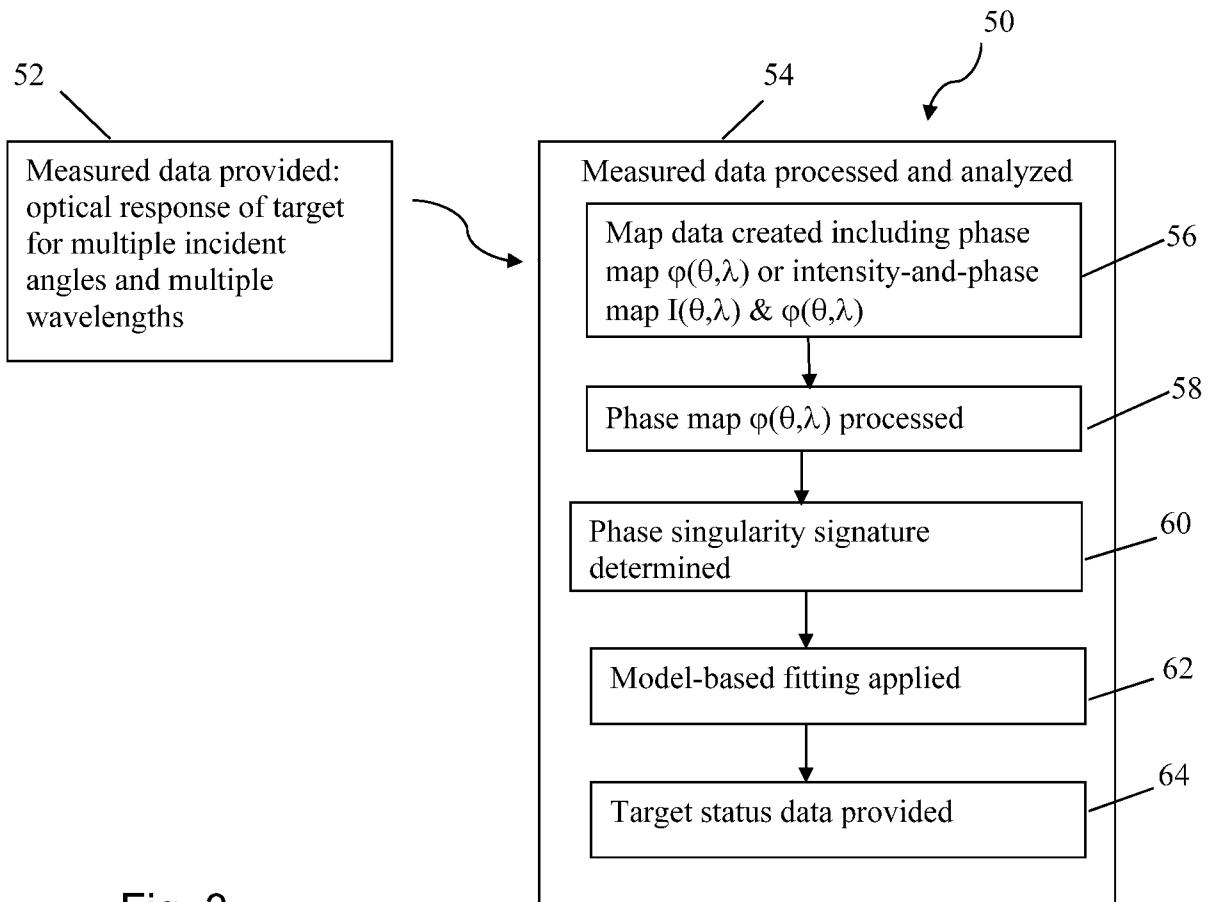 50
52
54
Measured data provided:
optical response of target
for multiple incident
angles and multiple
wavelengths
Measured data processed and analyzed
Map data created including phase
map φ(θ,λ) or intensity-and-phase
map I(θ,λ) & φ(θ,λ)
56
Phase map φ(θ,λ) processed
58
Phase singularity signature
determined
60
Model-based fitting applied
62
Target status data provided
64
Fig.